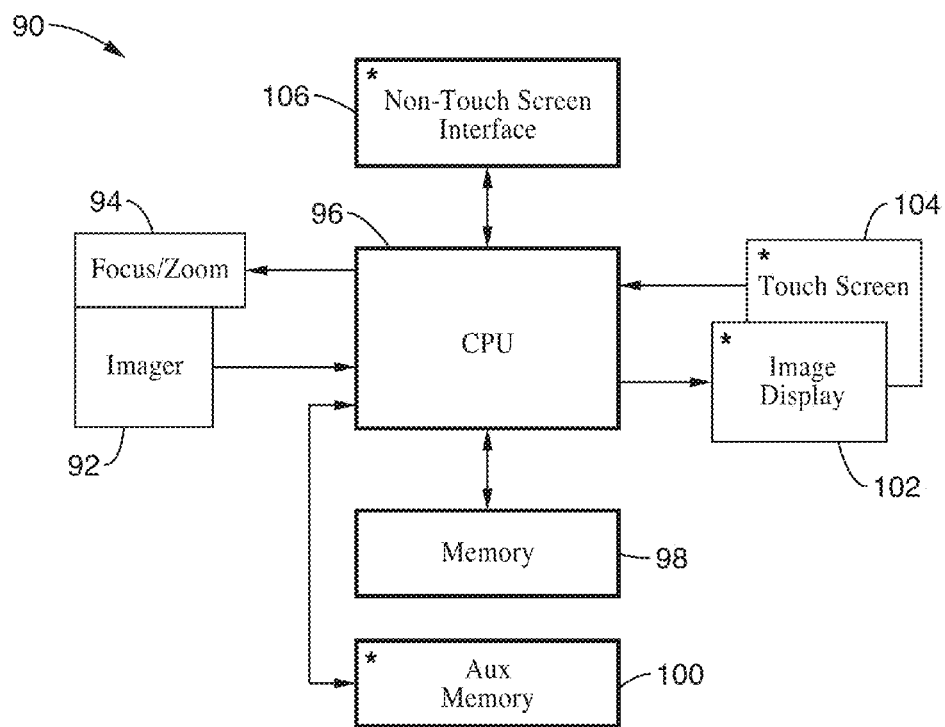 90
*
Non-Touch Screen
Interface
106
94
96
104
Focus/Zoom
*
Touch Screen
CPU
Imager
*
Image
Display
92
102
Memory
98
*
Aux
Memory
100